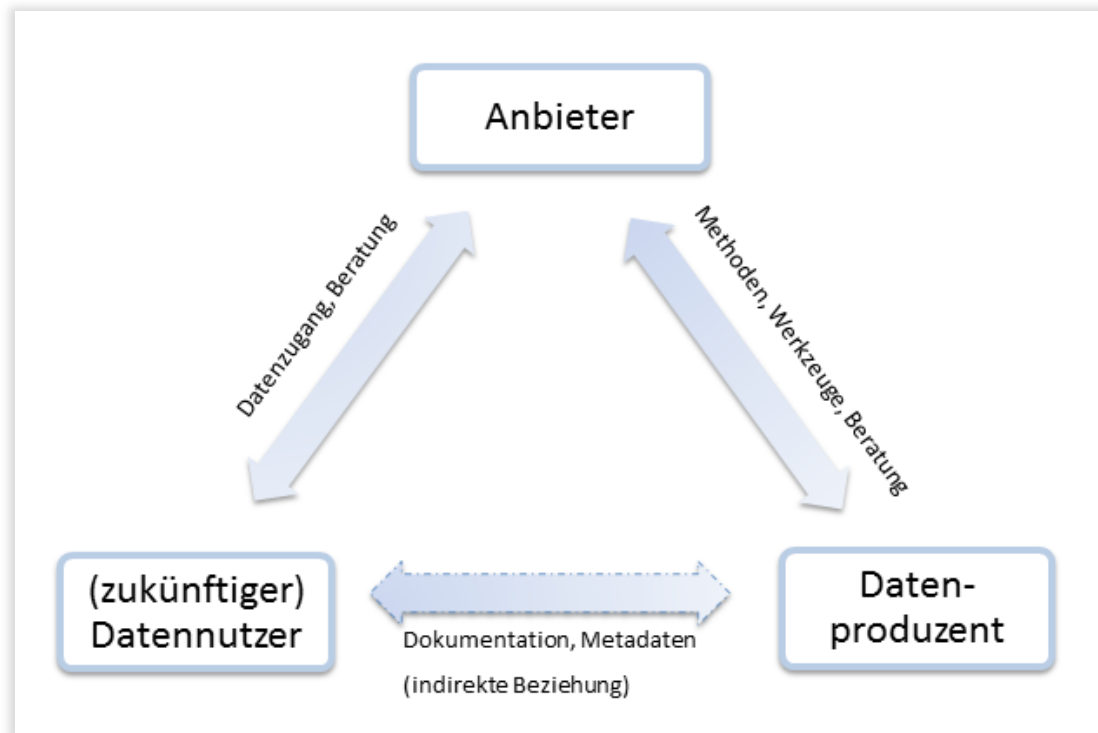 Anbieter
Datenzugang, Beratung
Methoden, Werkzeuge, Beratung
(zukünftiger)
Datennutzer
Dokumentation, Metadaten
(indirekte Beziehung)
Daten-
produzent